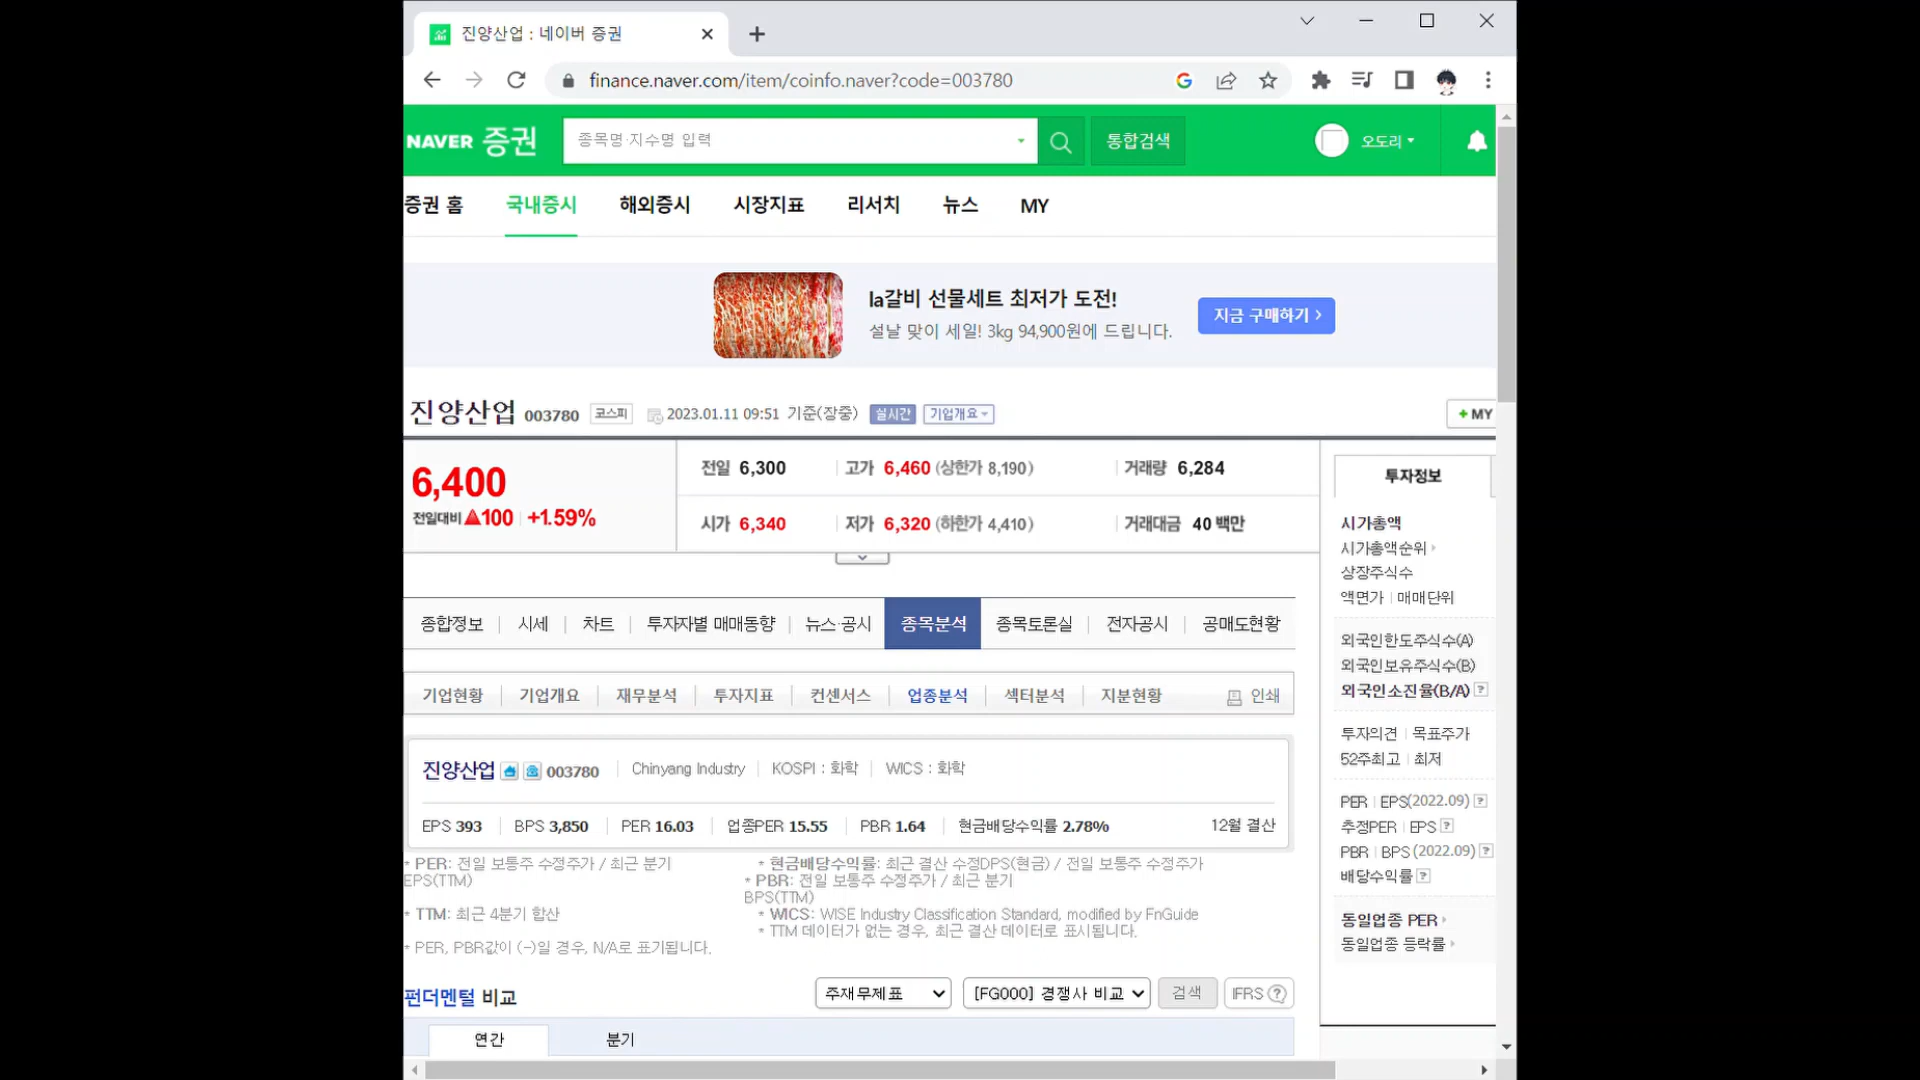 진양산업 : 네이버 증권
finance.naver.com/item/coinfo.naver?code=003780
NAVER 증권
종목명·지수명 입력
통합검색
오도리
증권 홈 국내증시 해외증시 시장지표 리서치 뉴스 MY
la갈비 선물세트 최저가 도전!
설날 맞이 세일! 3kg 94,900원에 드립니다.
지금 구매하기
진양산업 003780 코스피 2023.01.11 09:51 기준(장중) 실시간 기업개요
+ MY
6,400
전일대비 ▲100 +1.59%
전일 6,300 고가 6,460 (상한가 8,190) 거래량 6,284
시가 6,340 저가 6,320 (하한가 4,410) 거래대금 40 백만
종합정보 시세 차트 투자자별 매매동향 뉴스·공시 종목분석 종목토론실 전자공시 공매도현황
기업현황 기업개요 재무분석 투자지표 컨센서스 업종분석 섹터분석 지분현황 인쇄
진양산업 003780 Chinyang Industry KOSPI : 화학 WICS : 화학
EPS 393 BPS 3,850 PER 16.03 업종PER 15.55 PBR 1.64 현금배당수익률 2.78% 12월 결산
* PER: 전일 보통주 수정주가 / 최근 분기
EPS(TTM)
* TTM: 최근 4분기 합산
* PER, PBR값이 (-)일 경우, N/A로 표기됩니다.
* 현금배당수익률: 최근 결산 수정DPS(현금) / 전일 보통주 수정주가
* PBR: 전일 보통주 수정주가 / 최근 분기
BPS(TTM)
* WICS: WISE Industry Classification Standard, modified by FnGuide
* TTM 데이터가 없는 경우, 최근 결산 데이터로 표시됩니다.
펀더멘털 비교
주재무제표 [FG000] 경쟁사 비교 검색 IFRS ?
연간 분기
투자정보
시가총액
시가총액순위
상장주식수
액면가 | 매매단위
외국인한도주식수(A)
외국인보유주식수(B)
외국인소진율(B/A) ?
투자의견 | 목표주가
52주최고 | 최저
PER | EPS(2022.09) ?
추정PER | EPS ?
PBR | BPS (2022.09) ?
배당수익률 ?
동일업종 PER
동일업종 등락률